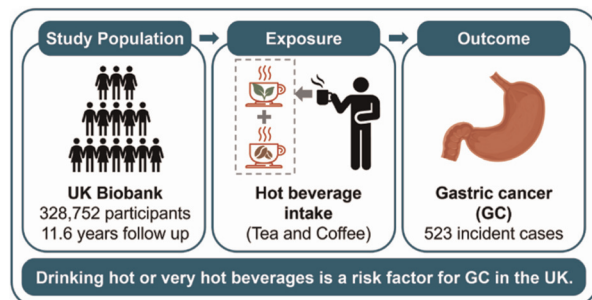 Study Population
Exposure
Outcome
UK Biobank
328,752 participants
11.6 years follow up
Hot beverage
intake
(Tea and Coffee)
Gastric cancer
(GC)
523 incident cases
Drinking hot or very hot beverages is a risk factor for GC in the UK.